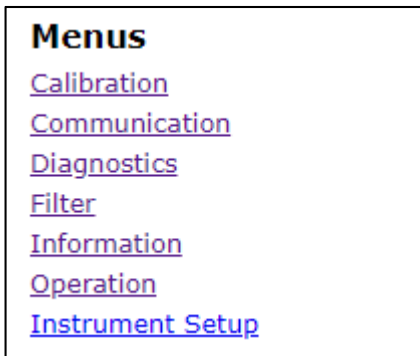 Menus
Calibration
Communication
Diagnostics
Filter
Information
Operation
Instrument Setup